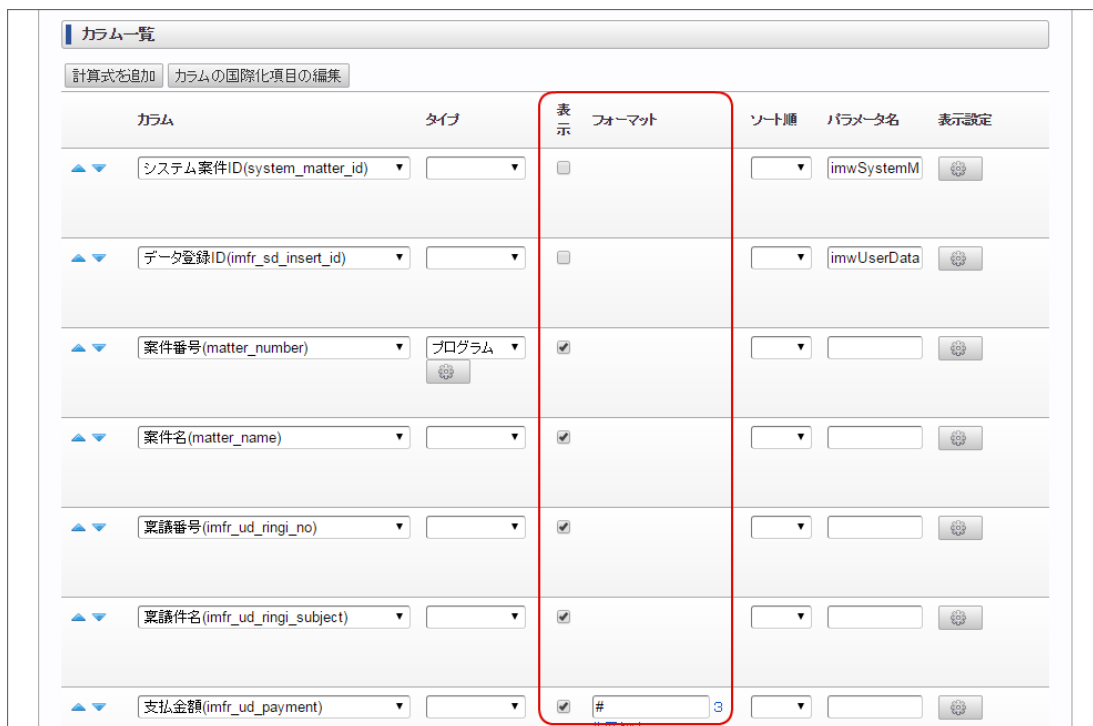 カラム一覧
計算式を追加 カラムの国際化項目の編集
カラム タイプ 表示 フォーマット ソート順 パラメータ名 表示設定
システム案件ID(system_matter_id) imwSystemM
データ登録ID(imfr_sd_insert_id) imwUserData
案件番号(matter_number) プログラム
案件名(matter_name)
稟議番号(imfr_ud_ringi_no)
稟議件名(imfr_ud_ringi_subject)
支払金額(imfr_ud_payment) # 3